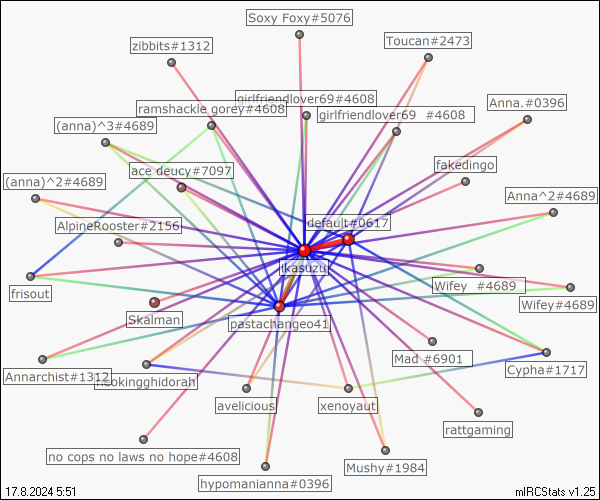 Soxy Foxy#5076
zibbits#1312
Toucan#2473
girlfriendlover69#4608
ramshackle gorey#4608
girlfriendlover69 #4608
Anna.#0396
(anna)^3#4689
ace deucy#7097
fakedingo
(anna)^2#4689
Anna^2#4689
AlpineRooster#2156
default#0617
ikasuzu
frisout
Wifey #4689
Wifey#4689
Skalman
pastachangeo41
Mad #6901
Cypha#1717
Annarchist#1312
avelicious
xenoyaut
rattgaming
no cops no laws no hope#4608
Mushy#1984
hypomanianna#0396
17.8.2024 5:51
mIRCStats v1.25